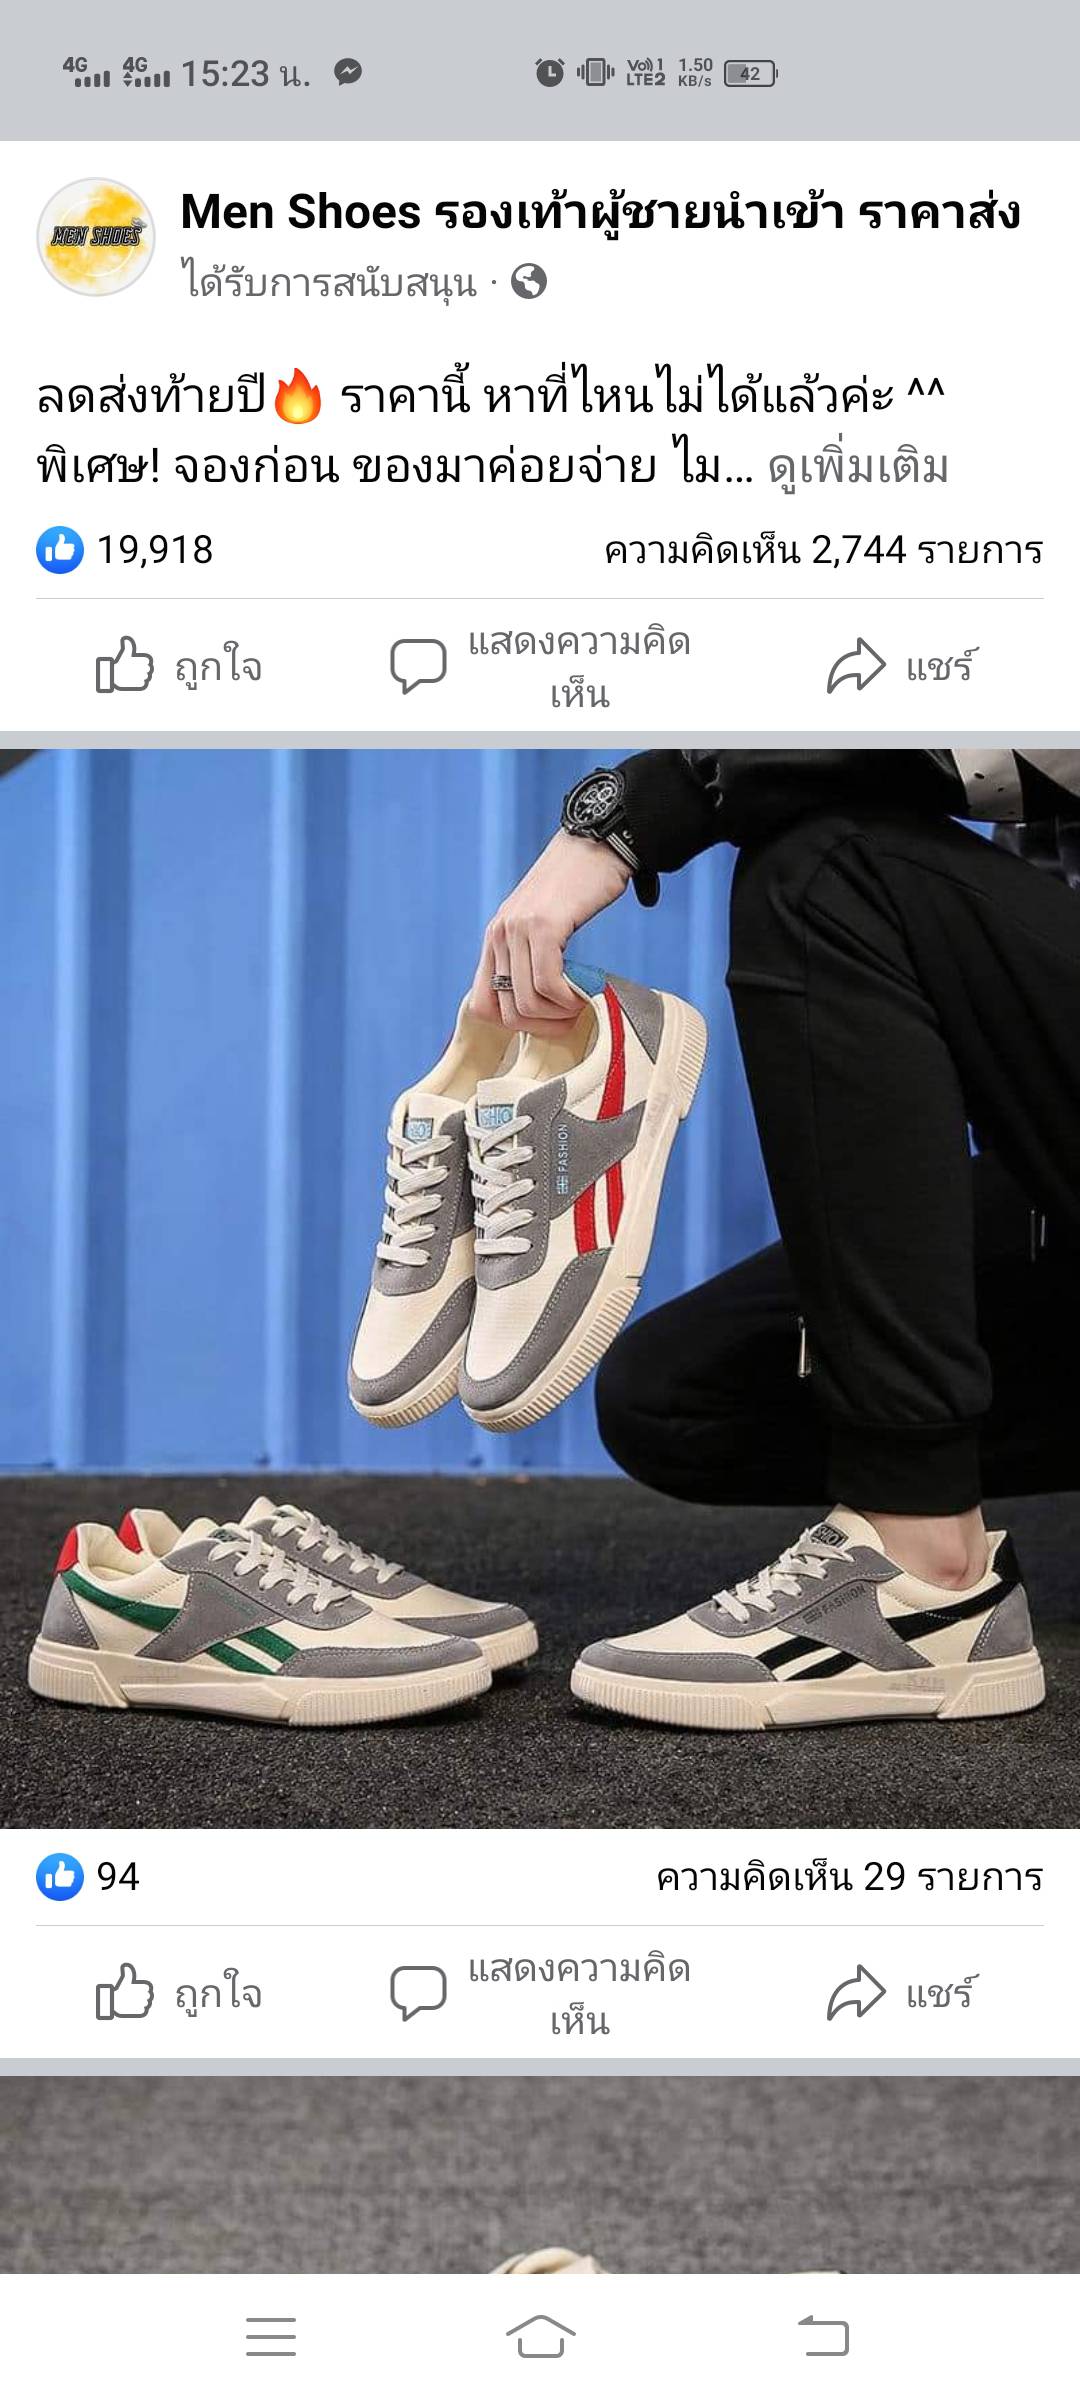 4G 4G 15:23 น. Vo)) 1 LTE2 1.50 KB/s 42
MEN SHOES
Men Shoes รองเท้าผู้ชายนำเข้า ราคาส่ง
ได้รับการสนับสนุน ·
ลดส่งท้ายปี🔥 ราคานี้ หาที่ไหนไม่ได้แล้วค่ะ ^^
พิเศษ! จองก่อน ของมาค่อยจ่าย ไม... ดูเพิ่มเติม
19,918 ความคิดเห็น 2,744 รายการ
ถูกใจ แสดงความคิด
เห็น แชร์
SHIO
FASHION
SHIO
FASHION
94 ความคิดเห็น 29 รายการ
ถูกใจ แสดงความคิด
เห็น แชร์